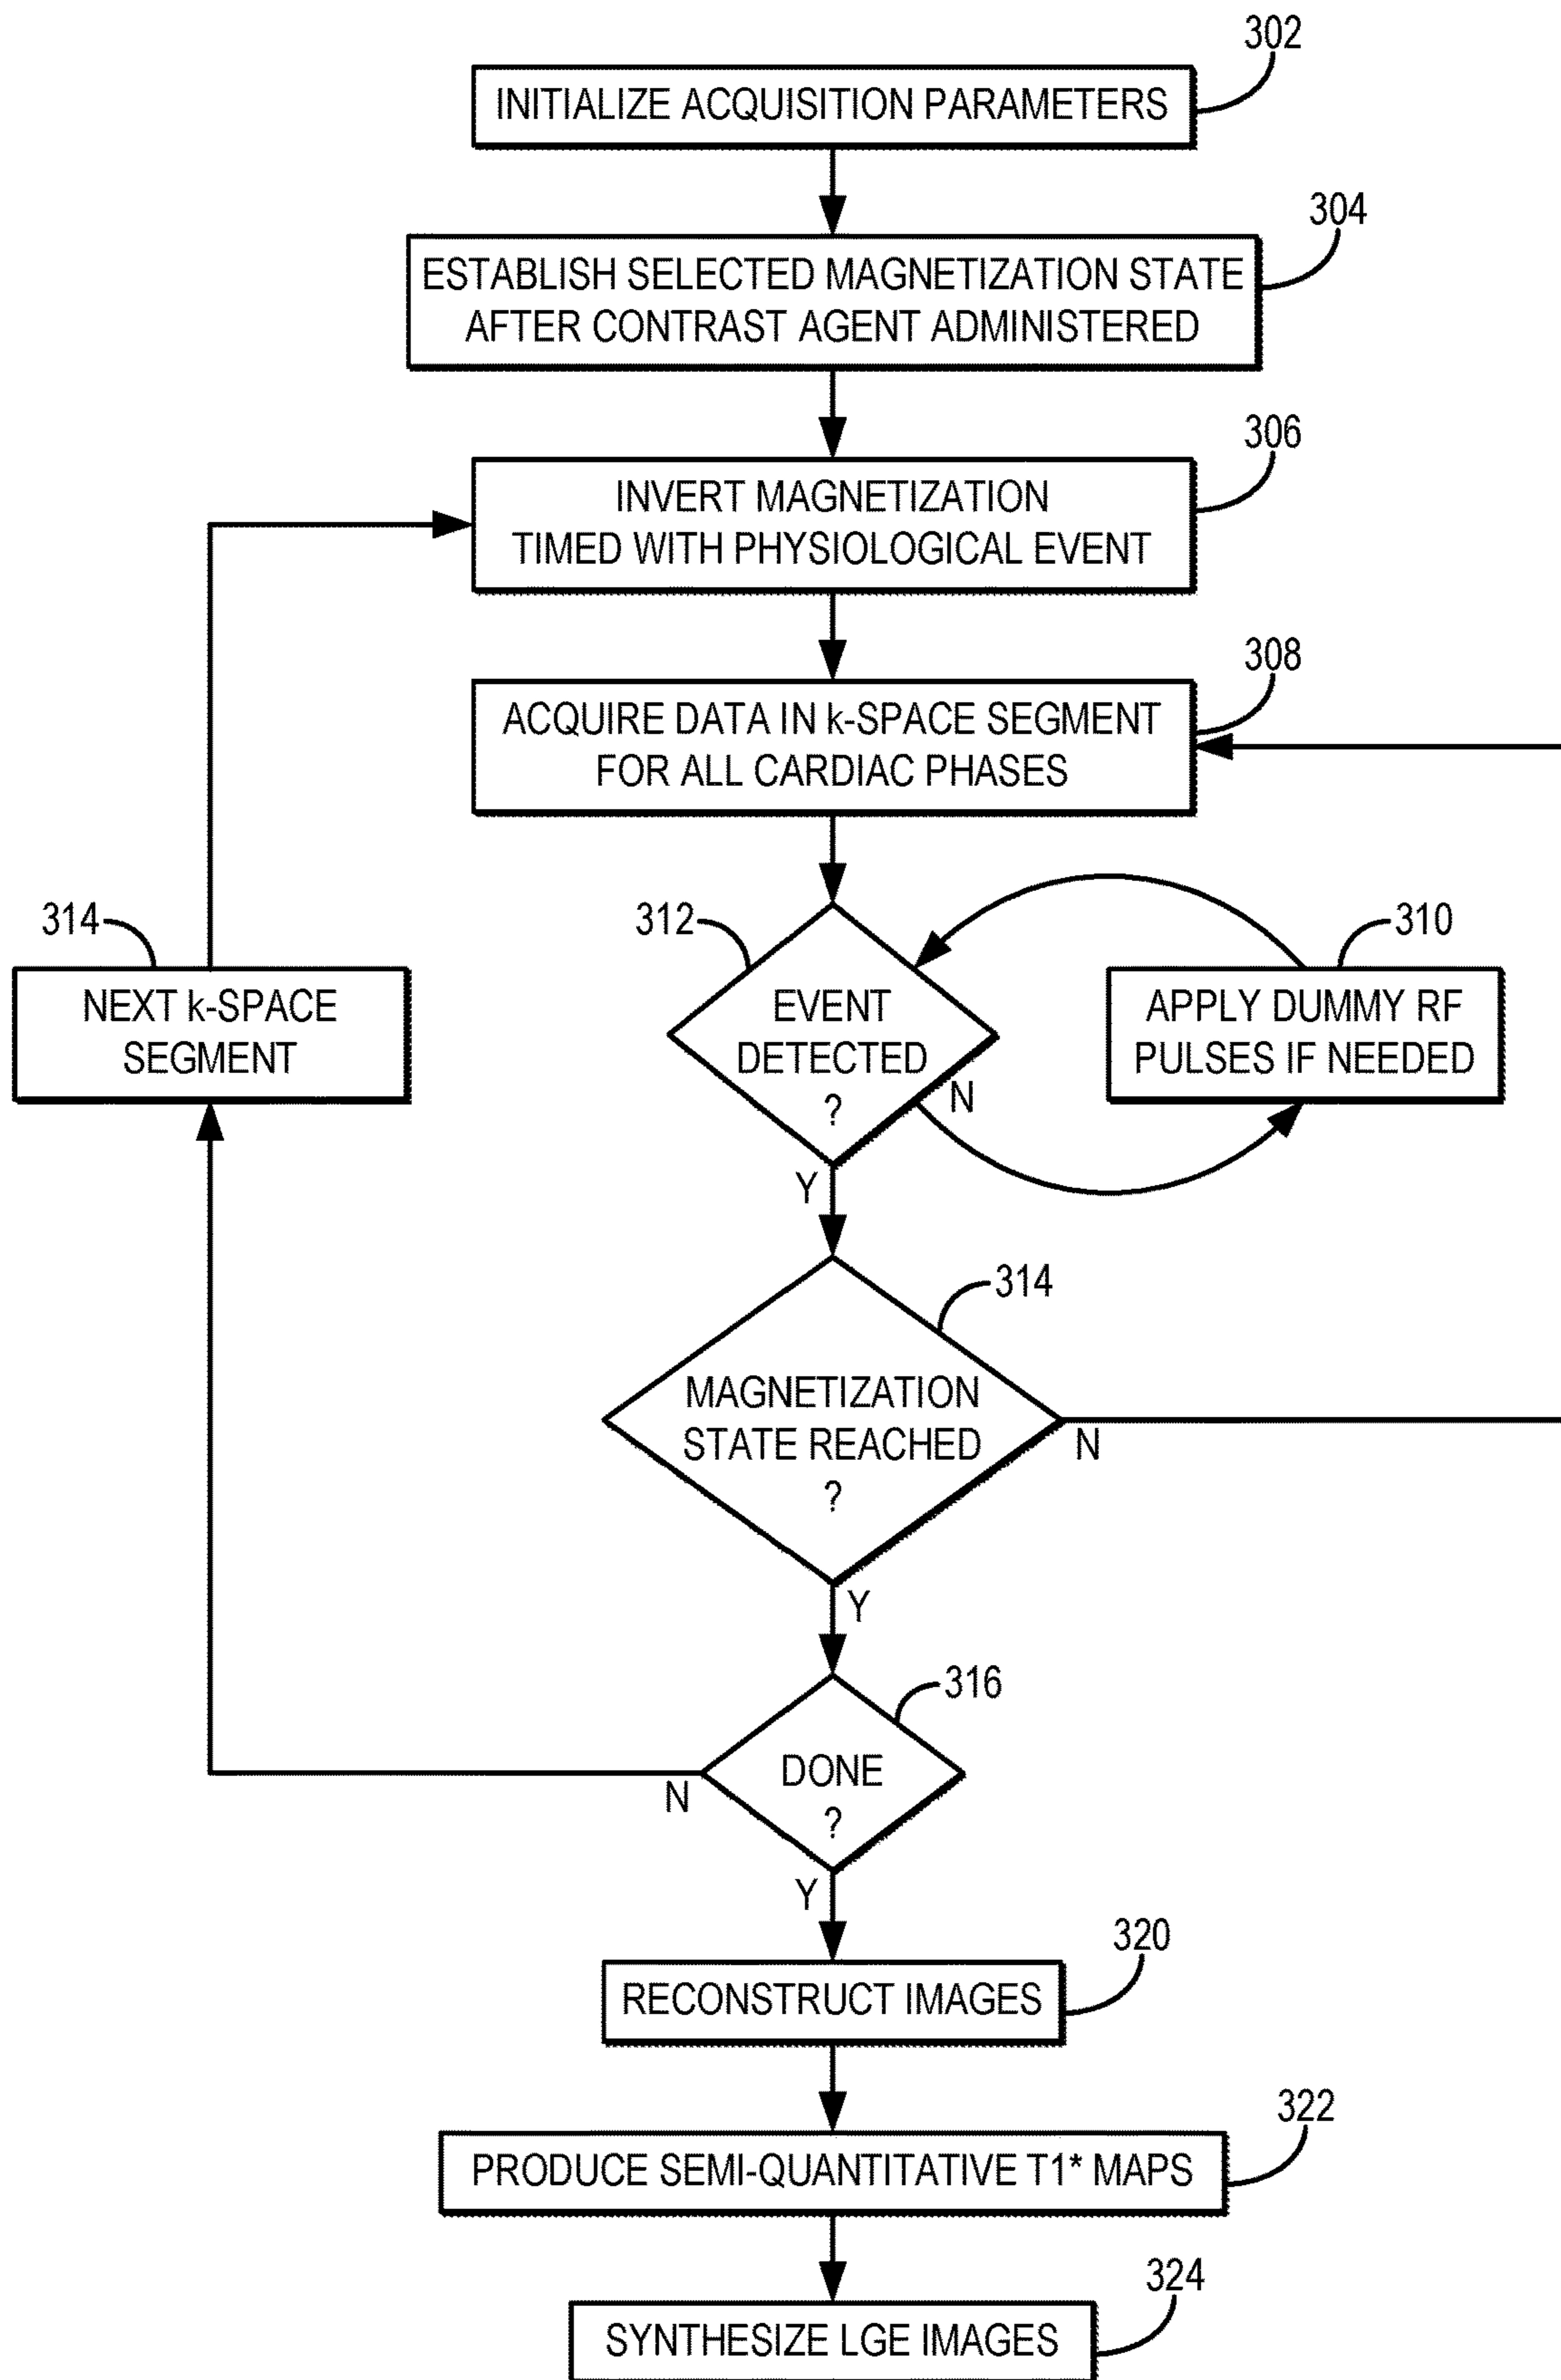 302
INITIALIZE ACQUISITION PARAMETERS
304
ESTABLISH SELECTED MAGNETIZATION STATE
AFTER CONTRAST AGENT ADMINISTERED
306
INVERT MAGNETIZATION
TIMED WITH PHYSIOLOGICAL EVENT
308
ACQUIRE DATA IN k-SPACE SEGMENT
FOR ALL CARDIAC PHASES
314
NEXT k-SPACE
SEGMENT
312
EVENT
DETECTED
?
N
Y
310
APPLY DUMMY RF
PULSES IF NEEDED
314
MAGNETIZATION
STATE REACHED
?
N
Y
316
DONE
?
N
Y
320
RECONSTRUCT IMAGES
322
PRODUCE SEMI-QUANTITATIVE T1* MAPS
324
SYNTHESIZE LGE IMAGES